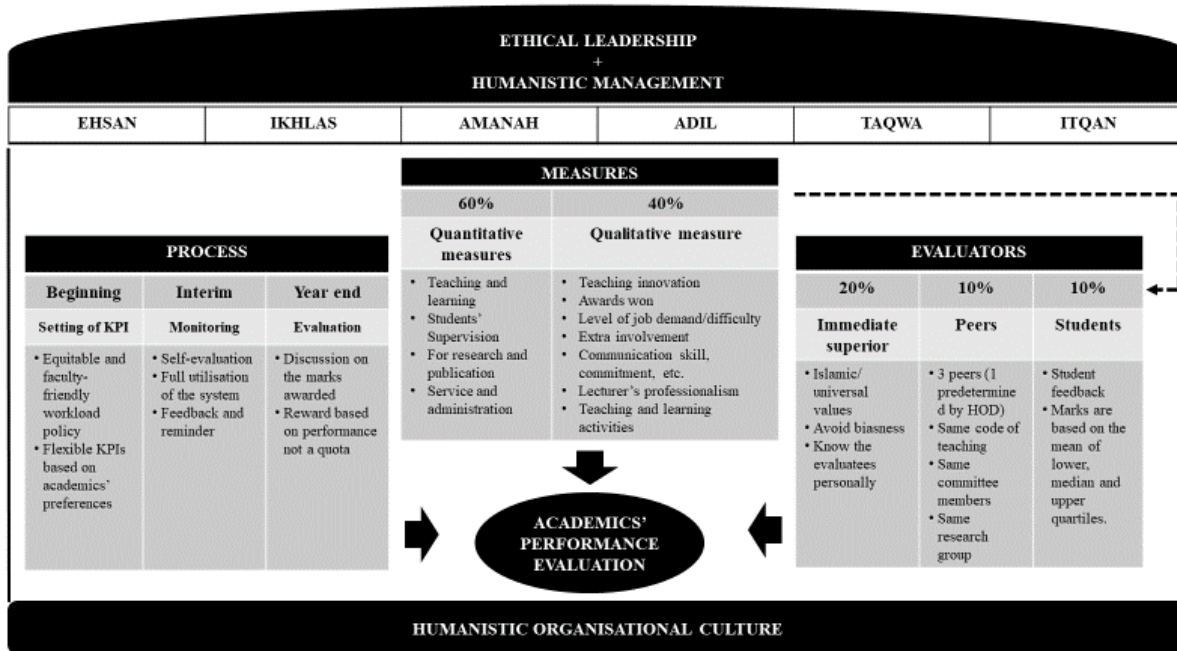 ETHICAL LEADERSHIP
+
HUMANISTIC MANAGEMENT
EHSAN
IKHLAS
AMANAH
ADIL
TAQWA
ITQAN
PROCESS
Beginning
Interim
Year end
Setting of KPI
Monitoring
Evaluation
• Equitable and
faculty-
friendly
workload
policy
• Flexible KPIs
based on
academics'
preferences
• Self-evaluation
• Full utilisation
of the system
• Feedback and
reminder
• Discussion on
the marks
awarded
• Reward based
on performance
not a quota
MEASURES
60%
40%
Quantitative
measures
Qualitative measure
• Teaching and
learning
• Students'
Supervision
• For research and
publication
• Service and
administration
• Teaching innovation
• Awards won
• Level of job demand/difficulty
• Extra involvement
• Communication skill,
commitment, etc.
• Lecturer's professionalism
• Teaching and learning
activities
EVALUATORS
20%
10%
10%
Immediate
superior
Peers
Students
• Islamic/
universal
values
• Avoid biasness
• Know the
evaluatees
personally
• 3 peers (1
predetermine
d by HOD)
• Same code of
teaching
• Same
committee
members
• Same
research
group
• Student
feedback
• Marks are
based on the
mean of
lower,
median and
upper
quartiles.
ACADEMICS'
PERFORMANCE
EVALUATION
HUMANISTIC ORGANISATIONAL CULTURE